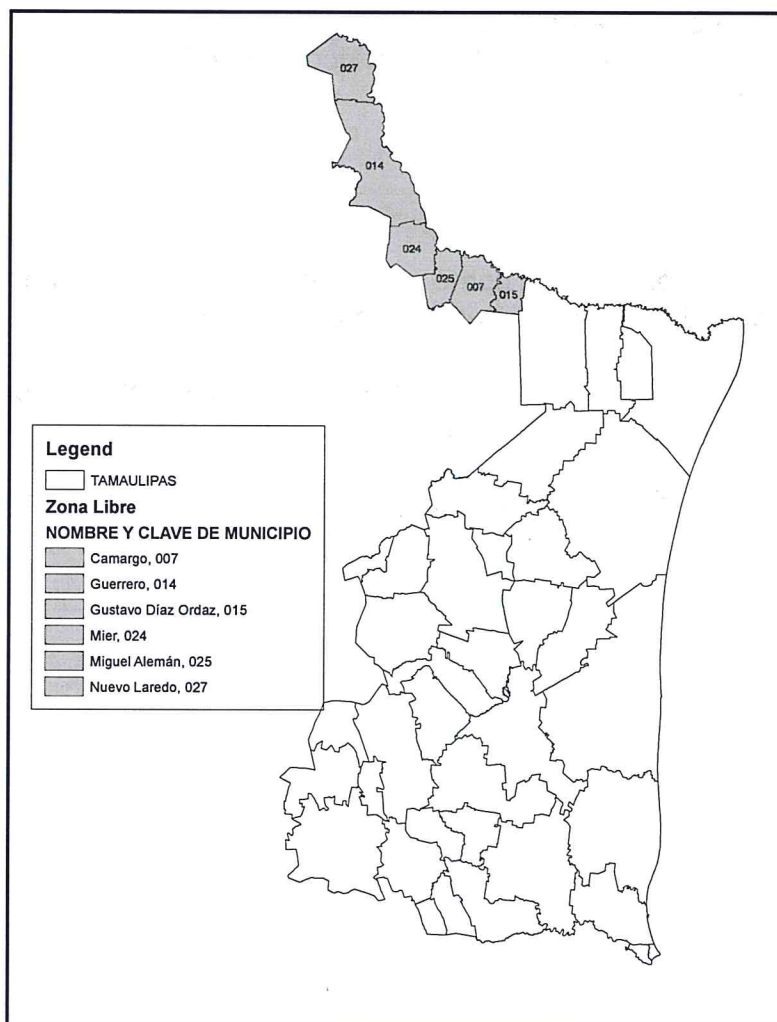 027
014
024
025
007
015
Legend
TAMAULIPAS
Zona Libre
NOMBRE Y CLAVE DE MUNICIPIO
Camargo, 007
Guerrero, 014
Gustavo Díaz Ordaz, 015
Mier, 024
Miguel Alemán, 025
Nuevo Laredo, 027